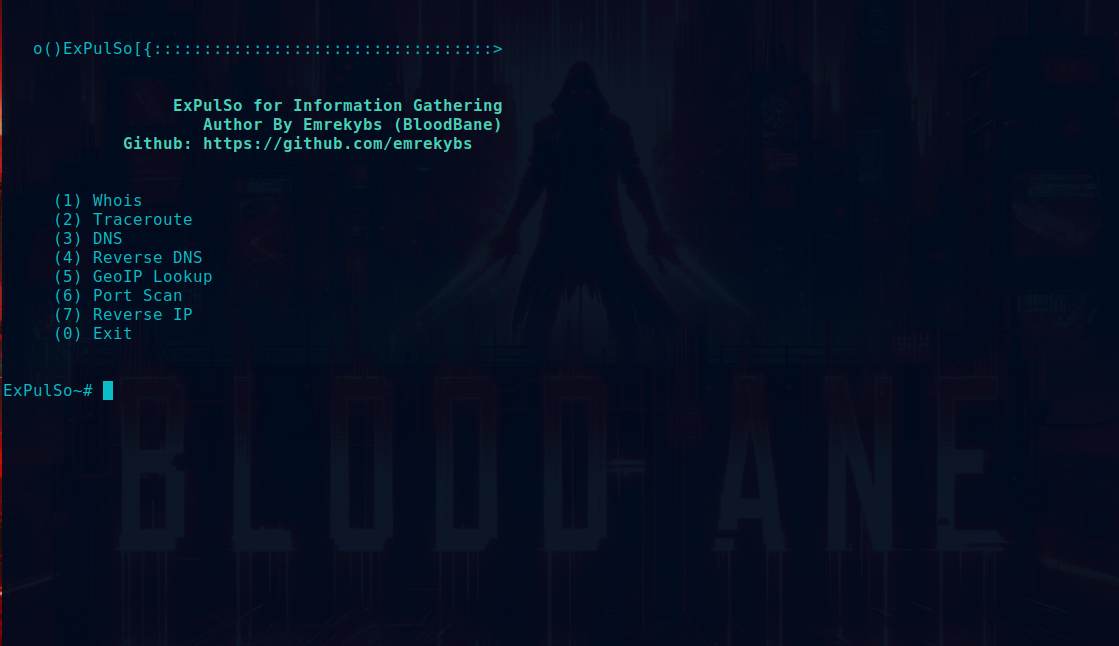 o()ExPulSo[{::::::::::::::::::::::::::::::::::>
ExPulSo for Information Gathering
Author By Emrekybs (BloodBane)
Github: https://github.com/emrekybs
(1) Whois
(2) Traceroute
(3) DNS
(4) Reverse DNS
(5) GeoIP Lookup
(6) Port Scan
(7) Reverse IP
(0) Exit
ExPulSo~#
BLOOD ANE